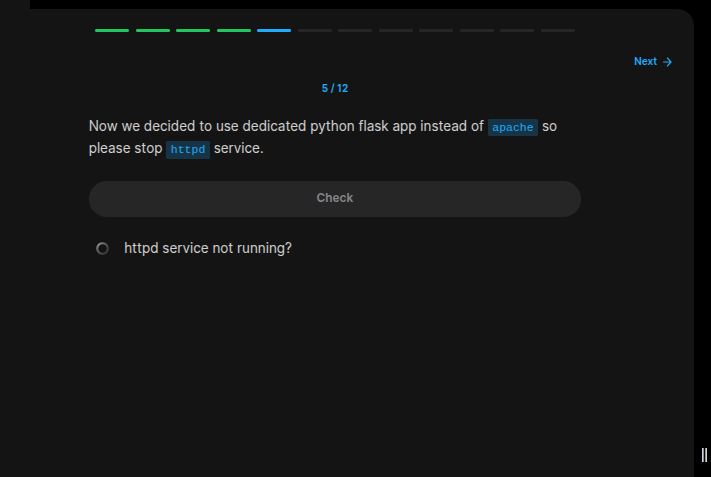 Next →
5 / 12
Now we decided to use dedicated python flask app instead of apache so
please stop httpd service.
Check
httpd service not running?